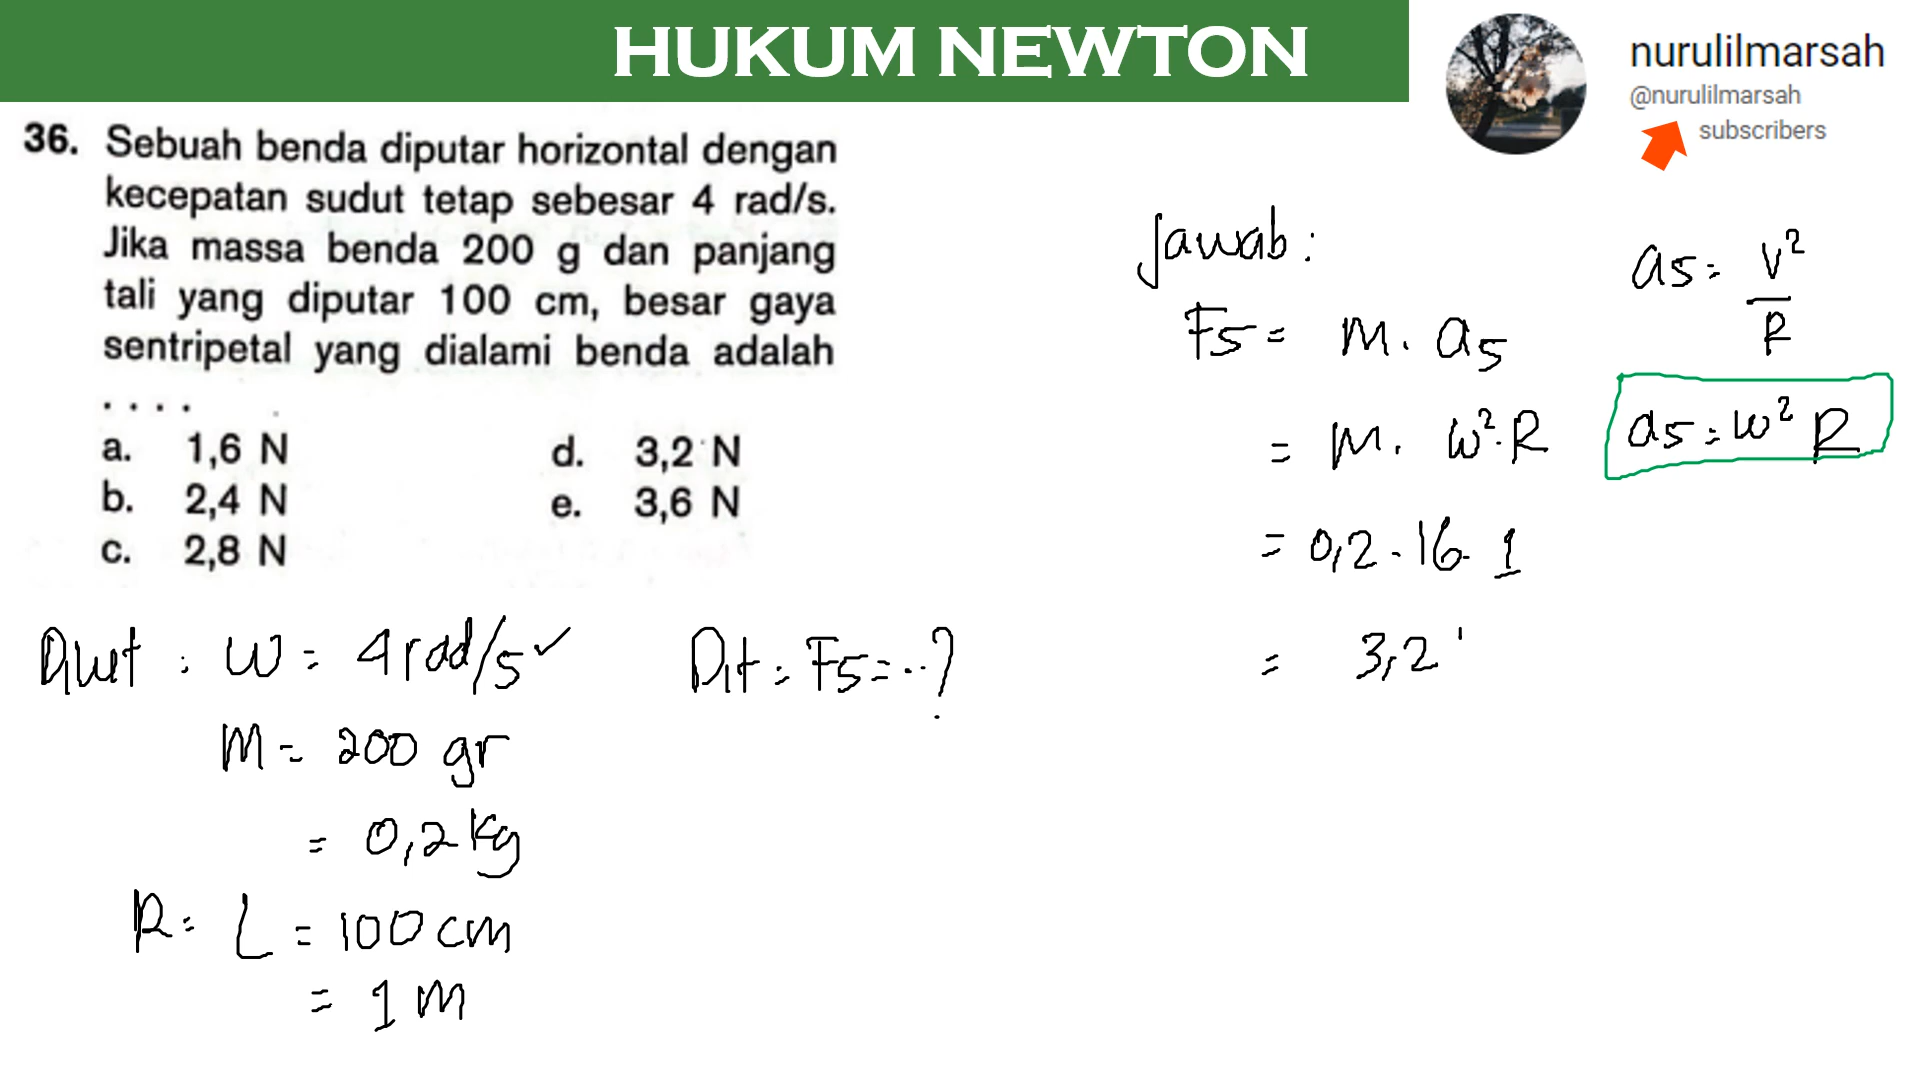 HUKUM NEWTON
nurulilmarsah
@nurulilmarsah
subscribers
36. Sebuah benda diputar horizontal dengan
kecepatan sudut tetap sebesar 4 rad/s.
Jika massa benda 200 g dan panjang
tali yang diputar 100 cm, besar gaya
sentripetal yang dialami benda adalah
....
a. 1,6 N
b. 2,4 N
c. 2,8 N
d. 3,2 N
e. 3,6 N
Dwt : ω = 4 rad/s ✓
M = 200 gr
= 0,2 kg
R = L = 100 cm
= 1 M
Dit : Fs = ...?
Jawab :
Fs = M . as
= M . ω² . R
= 0,2 . 16 . 1
= 3,2
as = v²
R
as = ω² R